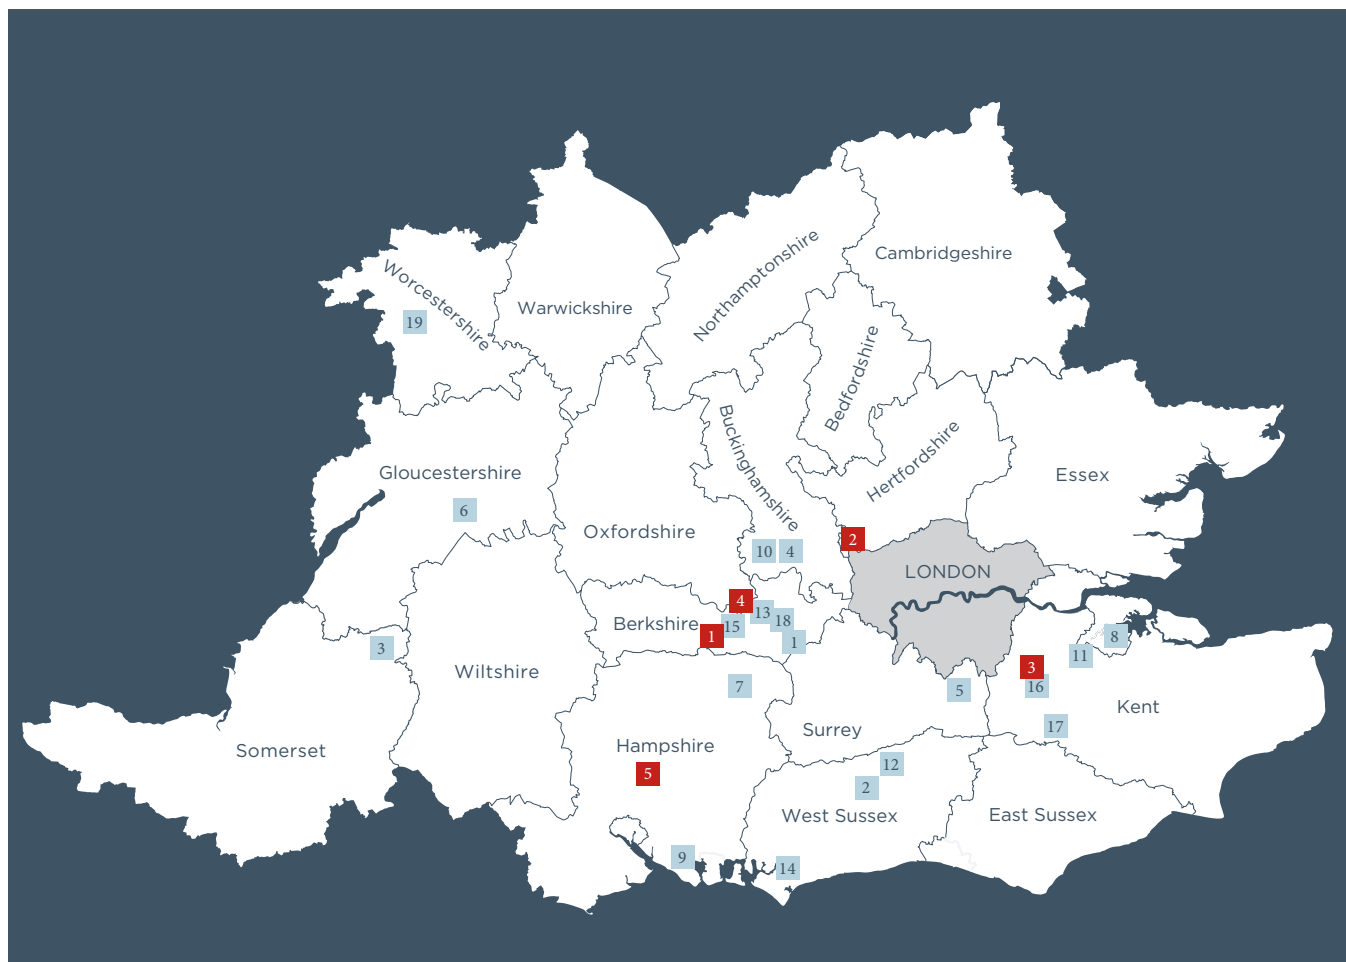 Worcestershire
Warwickshire
Northamptonshire
Cambridgeshire
19
Bedfordshire
Buckinghamshire
Hertfordshire
Gloucestershire
Essex
6
Oxfordshire
2
10
4
LONDON
4
13
Berkshire
15
18
1
1
8
3
11
Wiltshire
3
16
7
5
Kent
Surrey
17
Somerset
Hampshire
12
5
2
West Sussex
East Sussex
9
14